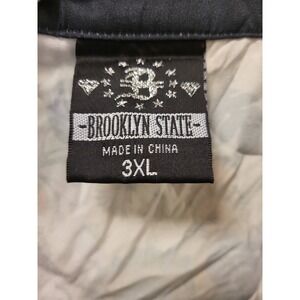 B
-BROOKLYN STATE-
MADE IN CHINA
3XL